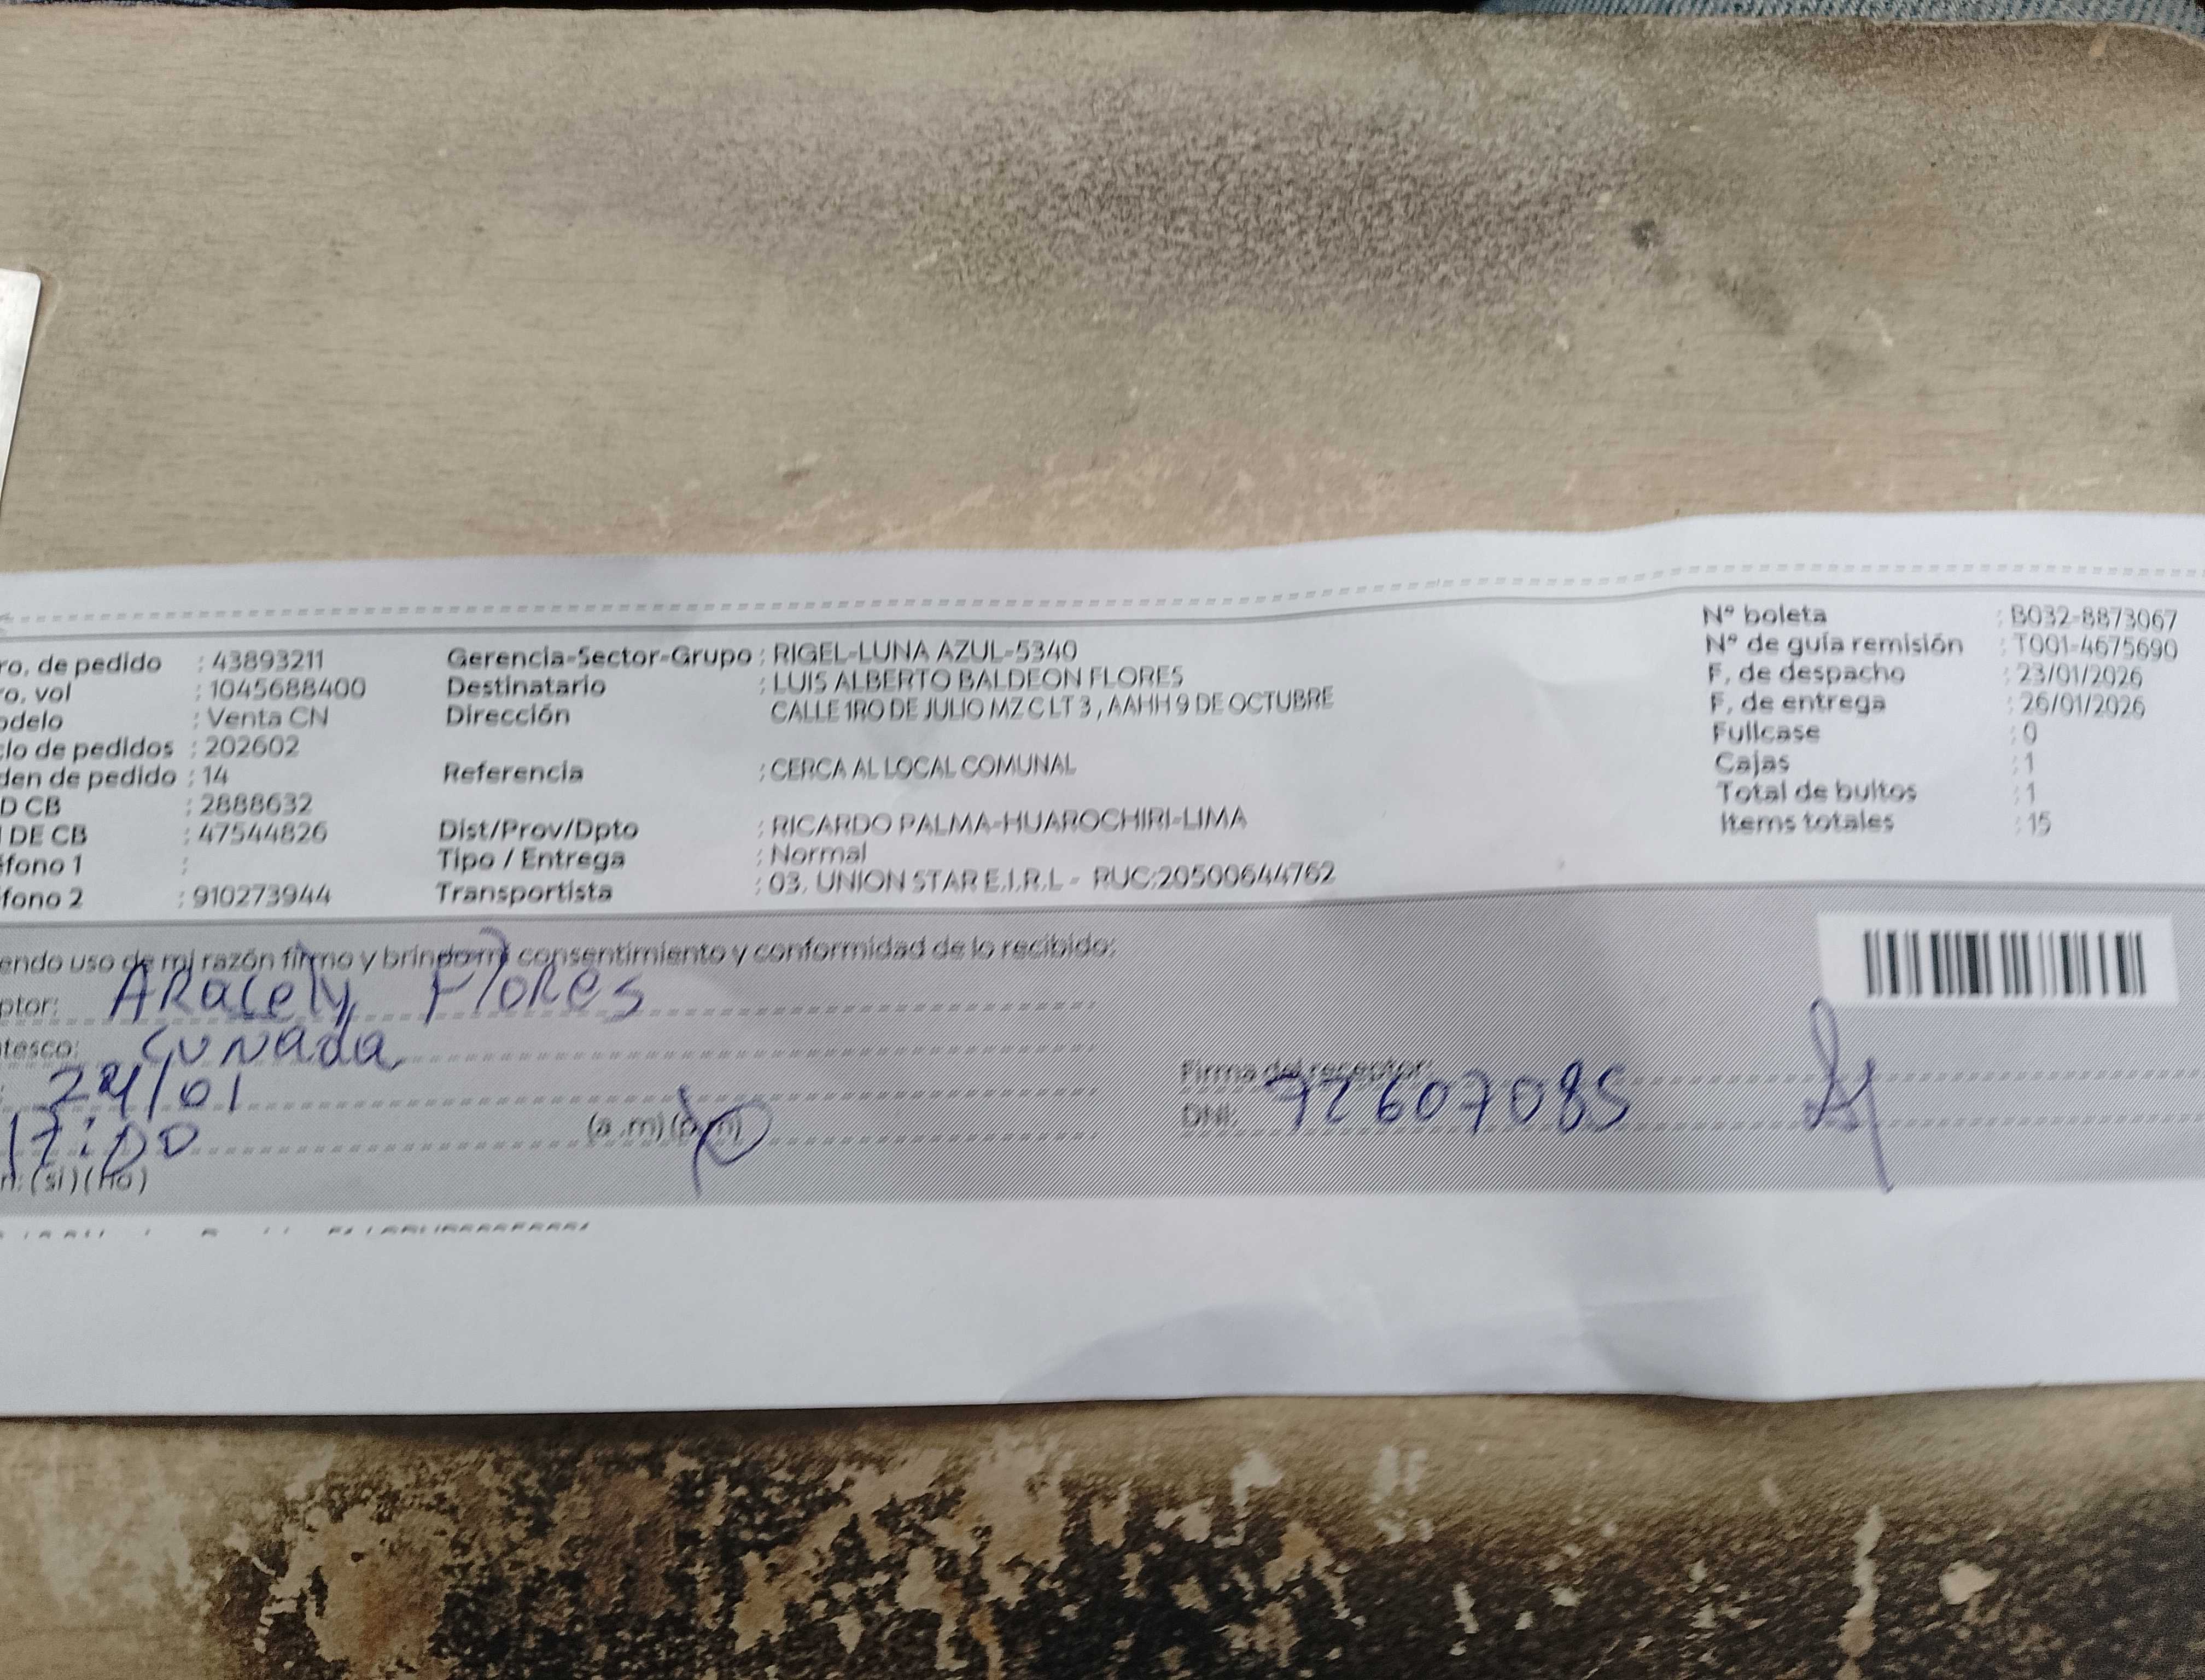 ro. de pedido : 43893211
ro. vol : 1045688400
odelo : Venta CN
clo de pedidos : 202602
den de pedido : 14
D CB : 2888632
I DE CB : 47544826
éfono 1 :
éfono 2 : 910273944
Gerencia-Sector-Grupo : RIGEL-LUNA AZUL-5340
Destinatario : LUIS ALBERTO BALDEON FLORES
Dirección CALLE 1RO DE JULIO MZ C LT 3 , AAHH 9 DE OCTUBRE
Referencia : CERCA AL LOCAL COMUNAL
Dist/Prov/Dpto : RICARDO PALMA-HUAROCHIRI-LIMA
Tipo / Entrega : Normal
Transportista : 03. UNION STAR E.I.R.L - RUC:20500644762
N° boleta : B032-8873067
N° de guía remisión : T001-4675690
F. de despacho : 23/01/2026
F. de entrega : 26/01/2026
Fullcase : 0
Cajas : 1
Total de bultos : 1
Items totales : 15
endo uso de mi razón firmo y brindo mi consentimiento y conformidad de lo recibido:
ptor: ARacely Flores
tesco: Cuñada
: 24/01
17:00 (a .m) (p.m)
n: (si) (no)
Firma del receptor:
DNI: 72607085